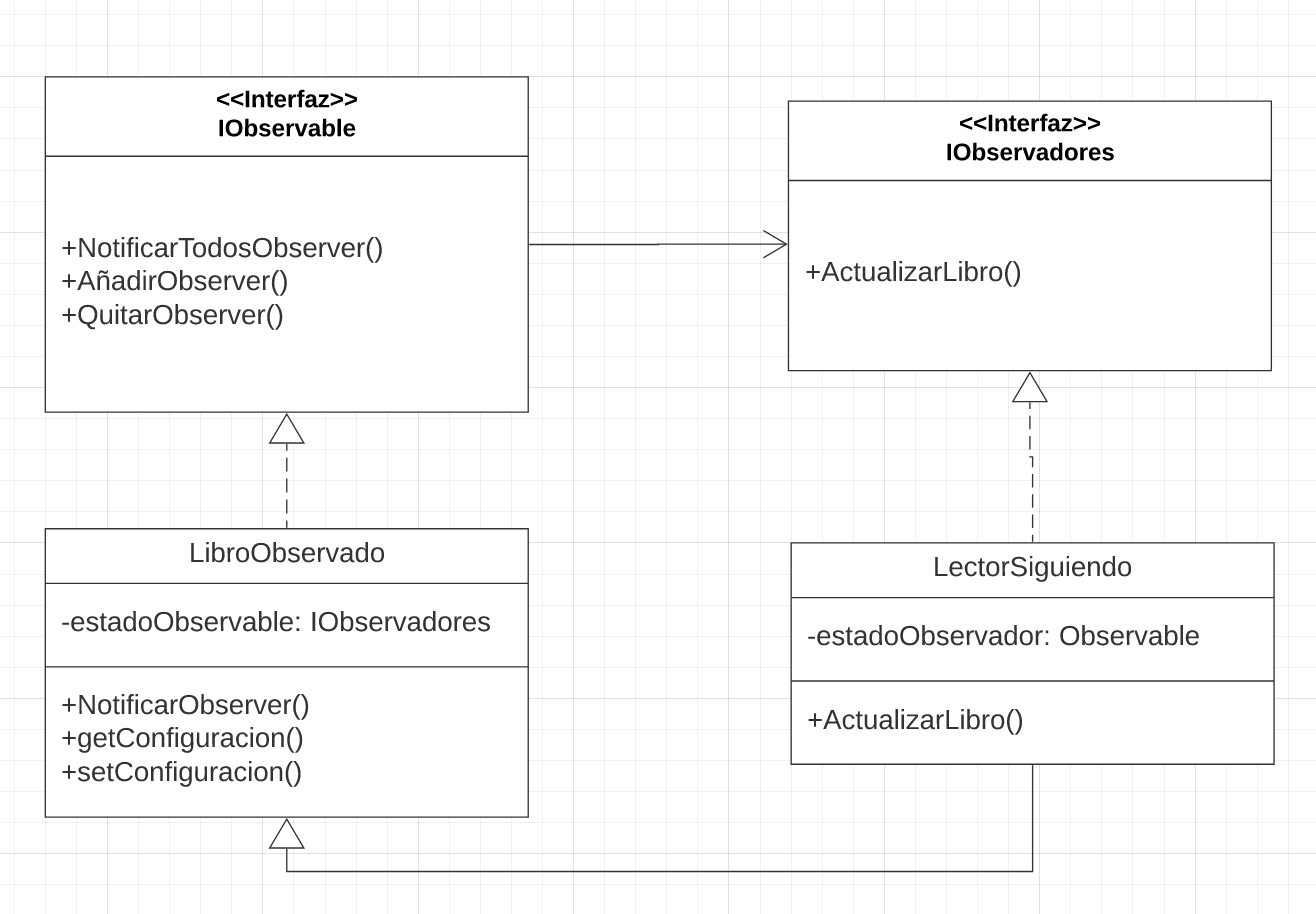 <<Interfaz>>
IObservable
+NotificarTodosObserver()
+AñadirObserver()
+QuitarObserver()
<<Interfaz>>
IObservadores
+ActualizarLibro()
LibroObservado
-estadoObservable: IObservadores
+NotificarObserver()
+getConfiguracion()
+setConfiguracion()
LectorSiguiendo
-estadoObservador: Observable
+ActualizarLibro()